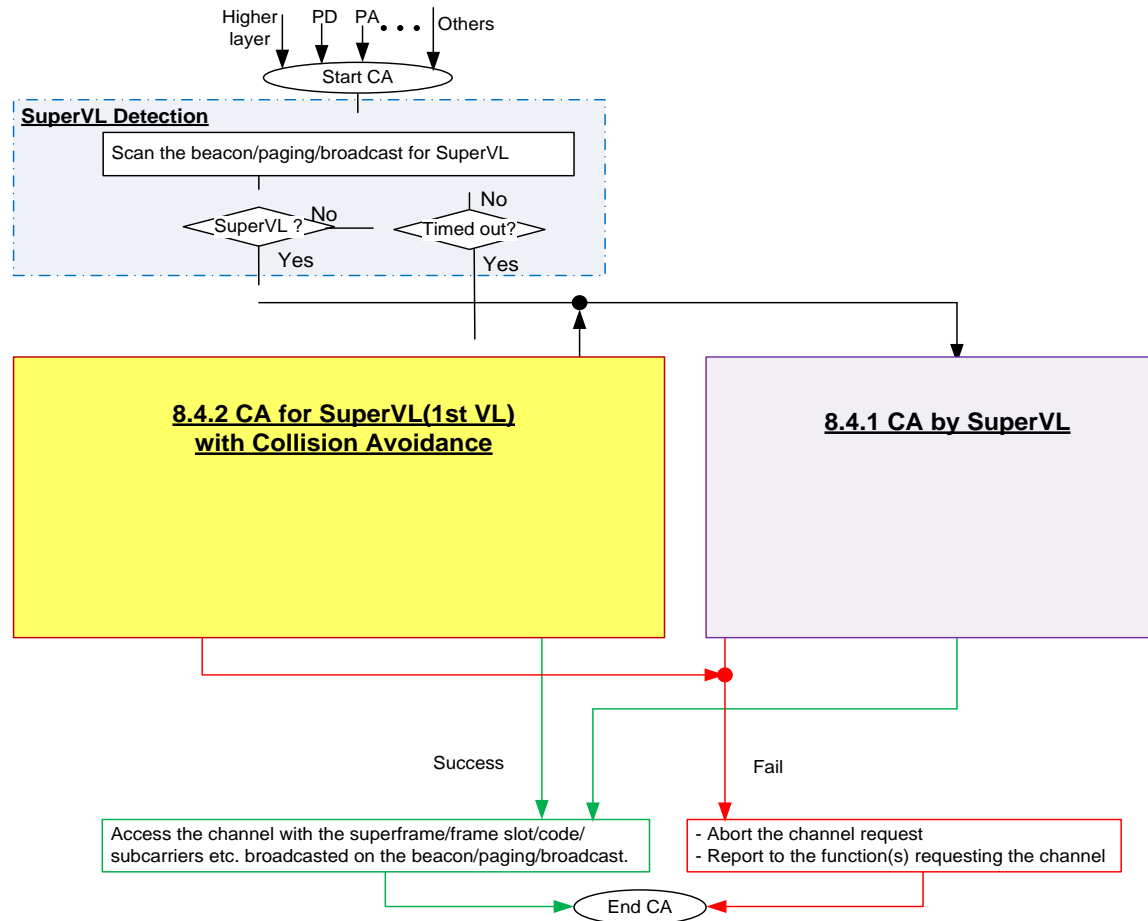 Higher
layer
PD
PA
Others
Start CA
SuperVL Detection
Scan the beacon/paging/broadcast for SuperVL
SuperVL ?
No
Timed out?
No
Yes
Yes
8.4.2 CA for SuperVL(1st VL)
with Collision Avoidance
8.4.1 CA by SuperVL
Success
Fail
Access the channel with the superframe/frame slot/code/
subcarriers etc. broadcasted on the beacon/paging/broadcast.
- Abort the channel request
- Report to the function(s) requesting the channel
End CA